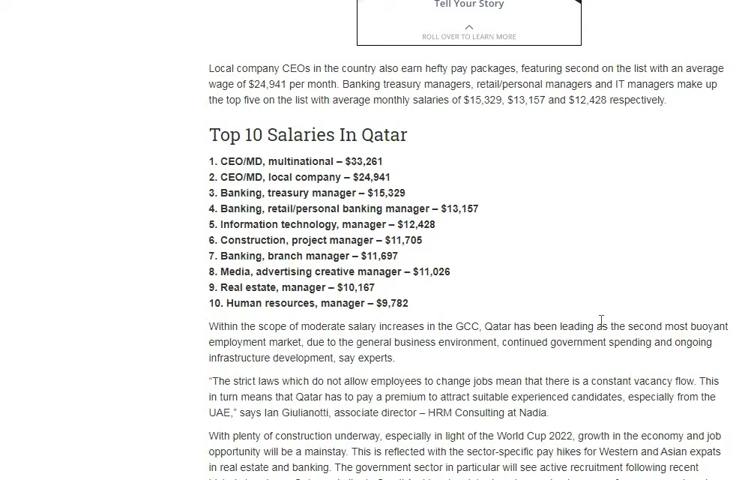 Tell Your Story
ROLL OVER TO LEARN MORE
Local company CEOs in the country also earn hefty pay packages, featuring second on the list with an average
wage of $24,941 per month. Banking treasury managers, retail/personal managers and IT managers make up
the top five on the list with average monthly salaries of $15,329, $13,157 and $12,428 respectively.
Top 10 Salaries In Qatar
1. CEO/MD, multinational – $33,261
2. CEO/MD, local company – $24,941
3. Banking, treasury manager – $15,329
4. Banking, retail/personal banking manager – $13,157
5. Information technology, manager – $12,428
6. Construction, project manager – $11,705
7. Banking, branch manager – $11,697
8. Media, advertising creative manager – $11,026
9. Real estate, manager – $10,167
10. Human resources, manager – $9,782
Within the scope of moderate salary increases in the GCC, Qatar has been leading as the second most buoyant
employment market, due to the general business environment, continued government spending and ongoing
infrastructure development, say experts.
“The strict laws which do not allow employees to change jobs mean that there is a constant vacancy flow. This
in turn means that Qatar has to pay a premium to attract suitable experienced candidates, especially from the
UAE,” says Ian Giulianotti, associate director – HRM Consulting at Nadia.
With plenty of construction underway, especially in light of the World Cup 2022, growth in the economy and job
opportunity will be a mainstay. This is reflected with the sector-specific pay hikes for Western and Asian expats
in real estate and banking. The government sector in particular will see active recruitment following recent